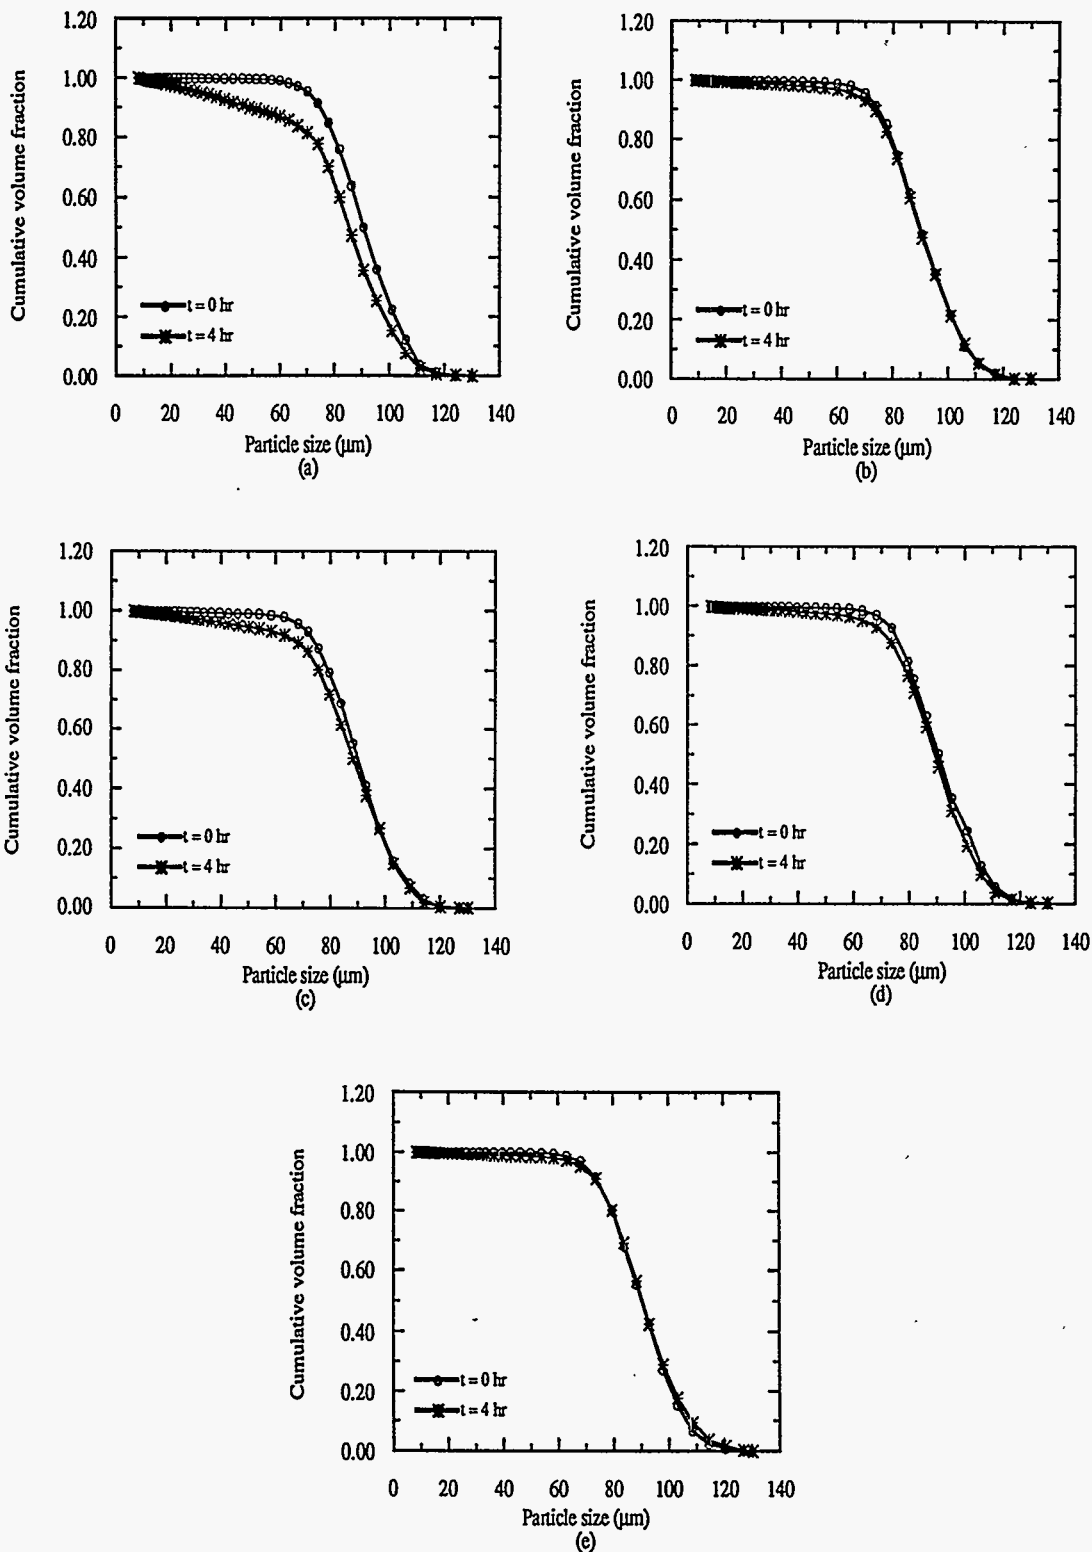 1.20
1.00
0.80
0.60
0.40
0.20
0.00
Cumulative volume fraction
t = 0 hr
t = 4 hr
0 20 40 60 80 100 120 140
Particle size (μm)
(a)
1.20
1.00
0.80
0.60
0.40
0.20
0.00
Cumulative volume fraction
t = 0 hr
t = 4 hr
0 20 40 60 80 100 120 140
Particle size (μm)
(b)
1.20
1.00
0.80
0.60
0.40
0.20
0.00
Cumulative volume fraction
t = 0 hr
t = 4 hr
0 20 40 60 80 100 120 140
Particle size (μm)
(c)
1.20
1.00
0.80
0.60
0.40
0.20
0.00
Cumulative volume fraction
t = 0 hr
t = 4 hr
0 20 40 60 80 100 120 140
Particle size (μm)
(d)
1.20
1.00
0.80
0.60
0.40
0.20
0.00
Cumulative volume fraction
t = 0 hr
t = 4 hr
0 20 40 60 80 100 120 140
Particle size (μm)
(e)